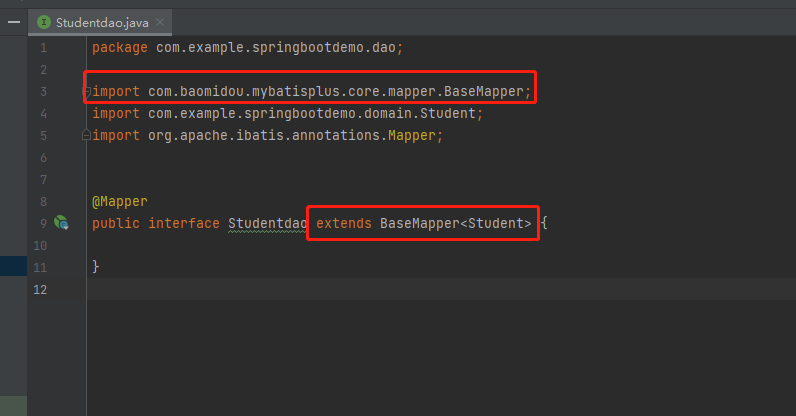 Studentdao.java
1 package com.example.springbootdemo.dao;
2
3 import com.baomidou.mybatisplus.core.mapper.BaseMapper;
4 import com.example.springbootdemo.domain.Student;
5 import org.apache.ibatis.annotations.Mapper;
6
7
8 @Mapper
9 public interface Studentdao extends BaseMapper<Student> {
10
11 }
12